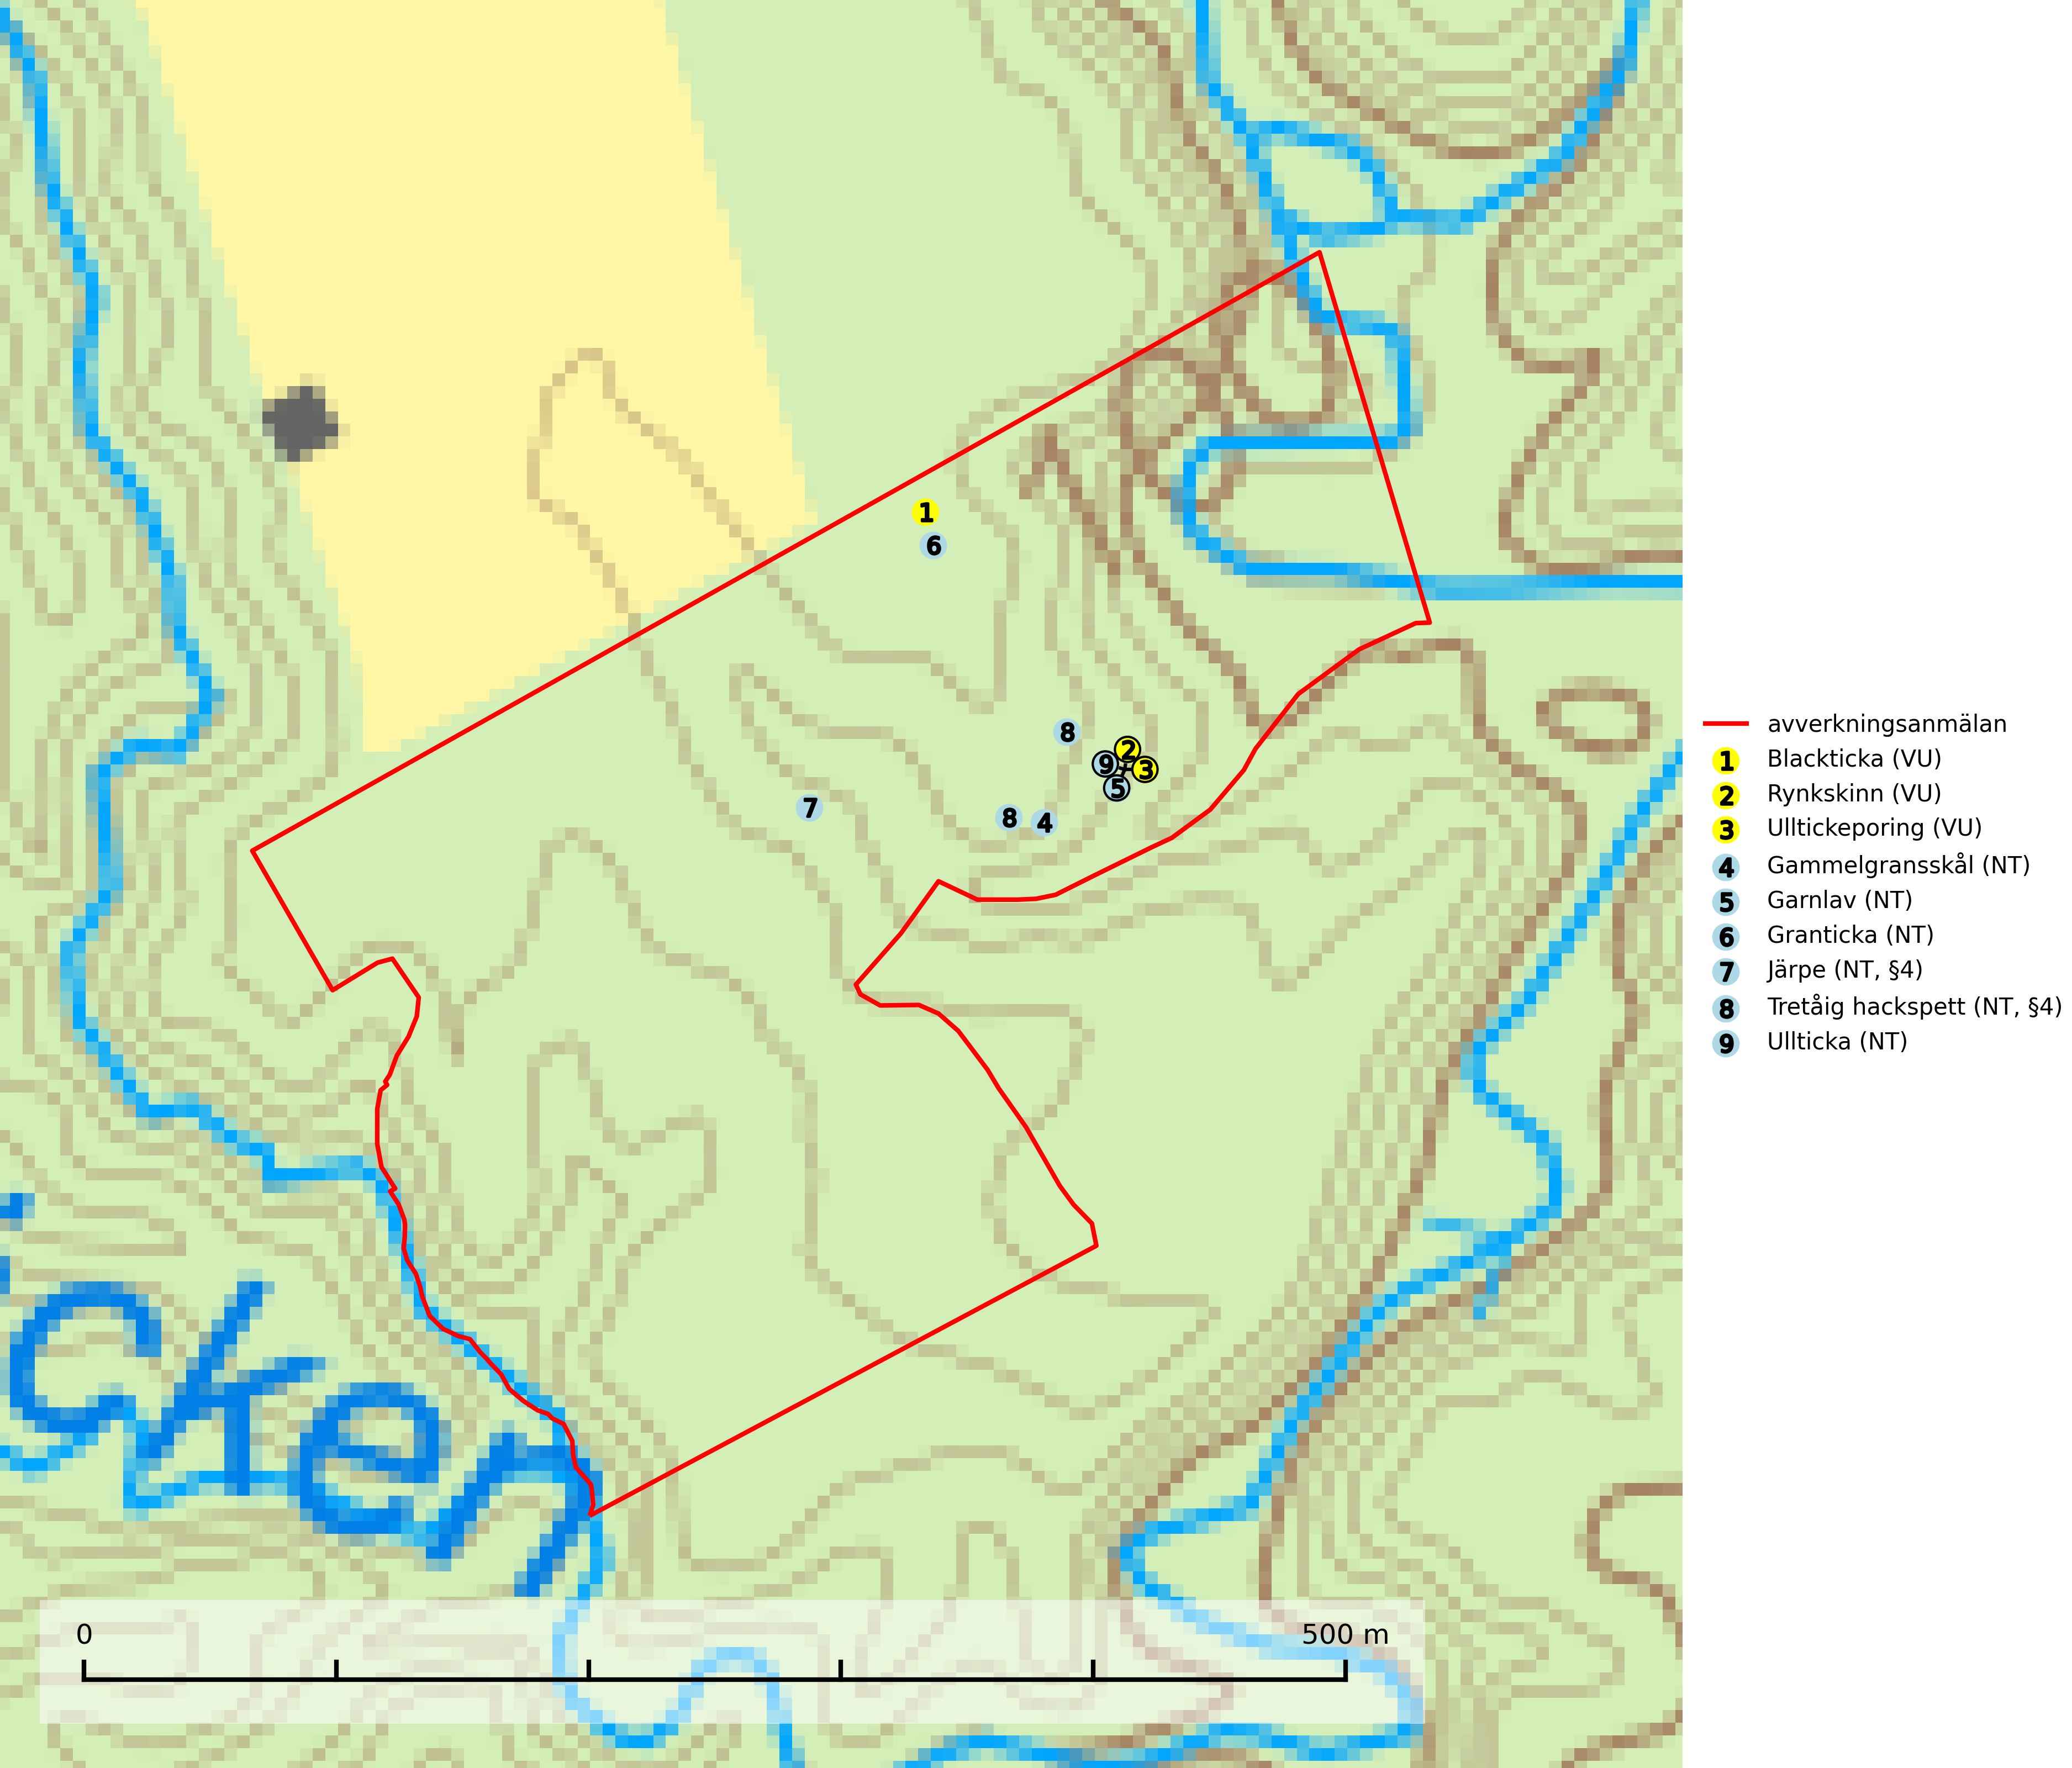 1
6
8
2
9
3
5
7
8
4
cken
0
500 m
avverkningsanmälan
1 Blackticka (VU)
2 Rynkskinn (VU)
3 Ulltickeporing (VU)
4 Gammelgransskål (NT)
5 Garnlav (NT)
6 Granticka (NT)
7 Järpe (NT, §4)
8 Tretåig hackspett (NT, §4)
9 Ullticka (NT)